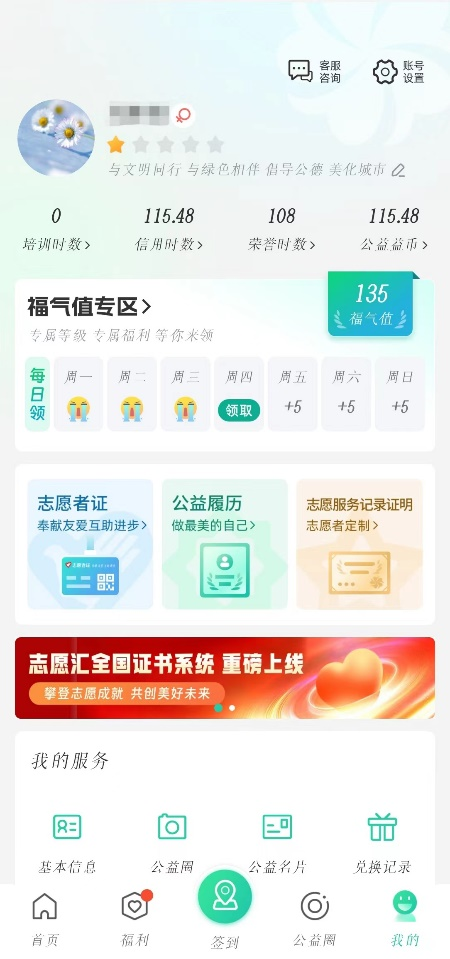 客服
咨询
账号
设置
与文明同行 与绿色相伴 倡导公德 美化城市
0
115.48
108
115.48
培训时数
信用时数
荣誉时数
公益益币
福气值专区
135
福气值
专属等级 专属福利 等你来领
每日领
周一
周二
周三
周四
周五
周六
周日
领取
+5
+5
+5
志愿者证
奉献友爱互助进步
公益履历
做最美的自己
志愿服务记录证明
志愿者定制
志愿汇全国证书系统 重磅上线
攀登志愿成就 共创美好未来
我的服务
基本信息
公益圈
公益名片
兑换记录
首页
福利
签到
公益圈
我的